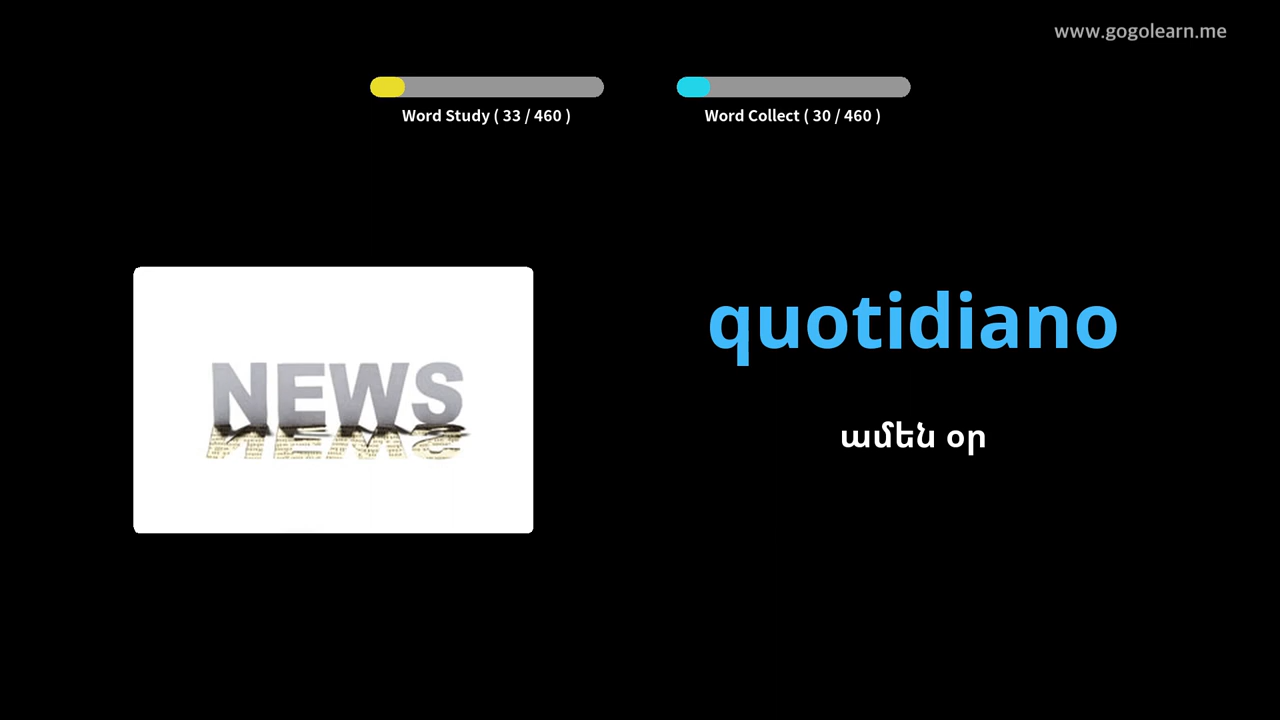 www.gogolearn.me
Word Study ( 33 / 460 )
Word Collect ( 30 / 460 )
NEWS
quotidiano
ամեն օր